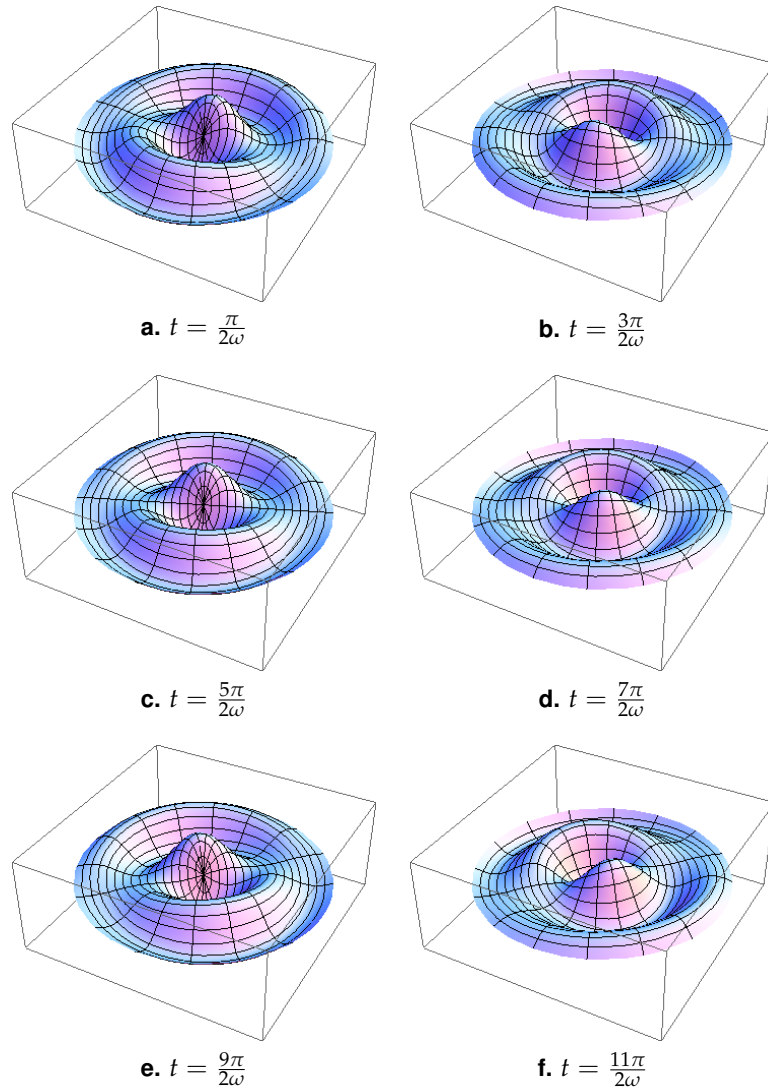 a. t = π/2ω
b. t = 3π/2ω
c. t = 5π/2ω
d. t = 7π/2ω
e. t = 9π/2ω
f. t = 11π/2ω